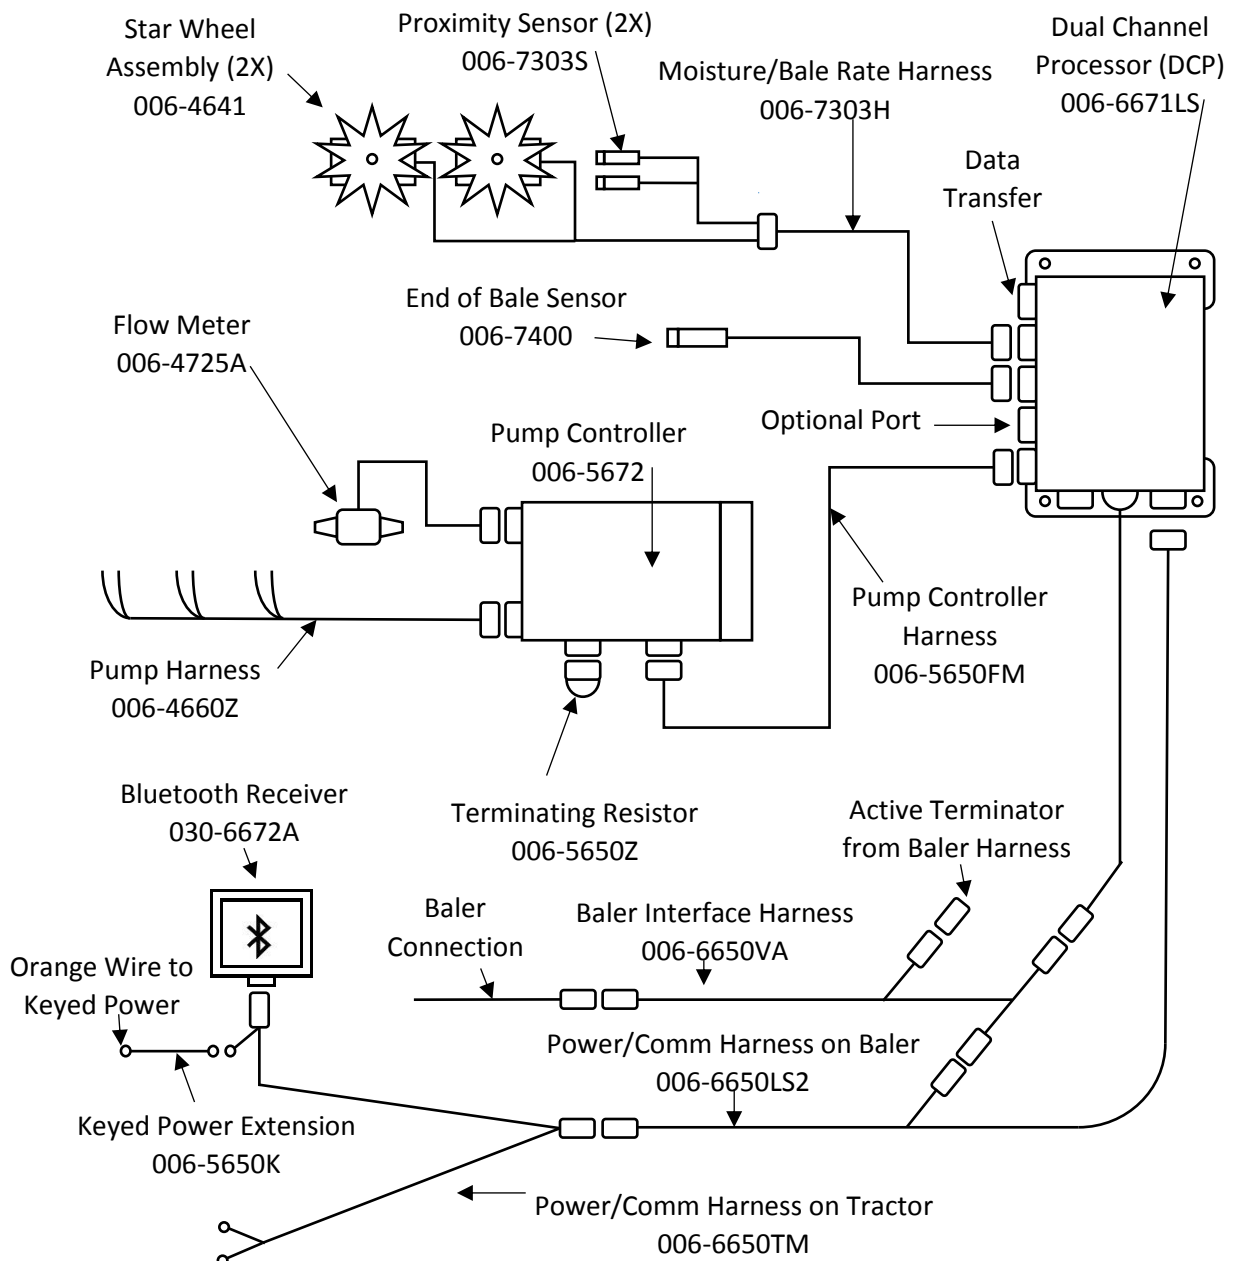 Star Wheel
Assembly (2X)
006-4641
Proximity Sensor (2X)
006-7303S
Moisture/Bale Rate Harness
006-7303H
Dual Channel
Processor (DCP)
006-6671LS
Data
Transfer
End of Bale Sensor
006-7400
Flow Meter
006-4725A
Optional Port
Pump Controller
006-5672
Pump Controller
Harness
006-5650FM
Pump Harness
006-4660Z
Bluetooth Receiver
030-6672A
Terminating Resistor
006-5650Z
Active Terminator
from Baler Harness
Baler
Connection
Baler Interface Harness
006-6650VA
Orange Wire to
Keyed Power
Power/Comm Harness on Baler
006-6650LS2
Keyed Power Extension
006-5650K
Power/Comm Harness on Tractor
006-6650TM